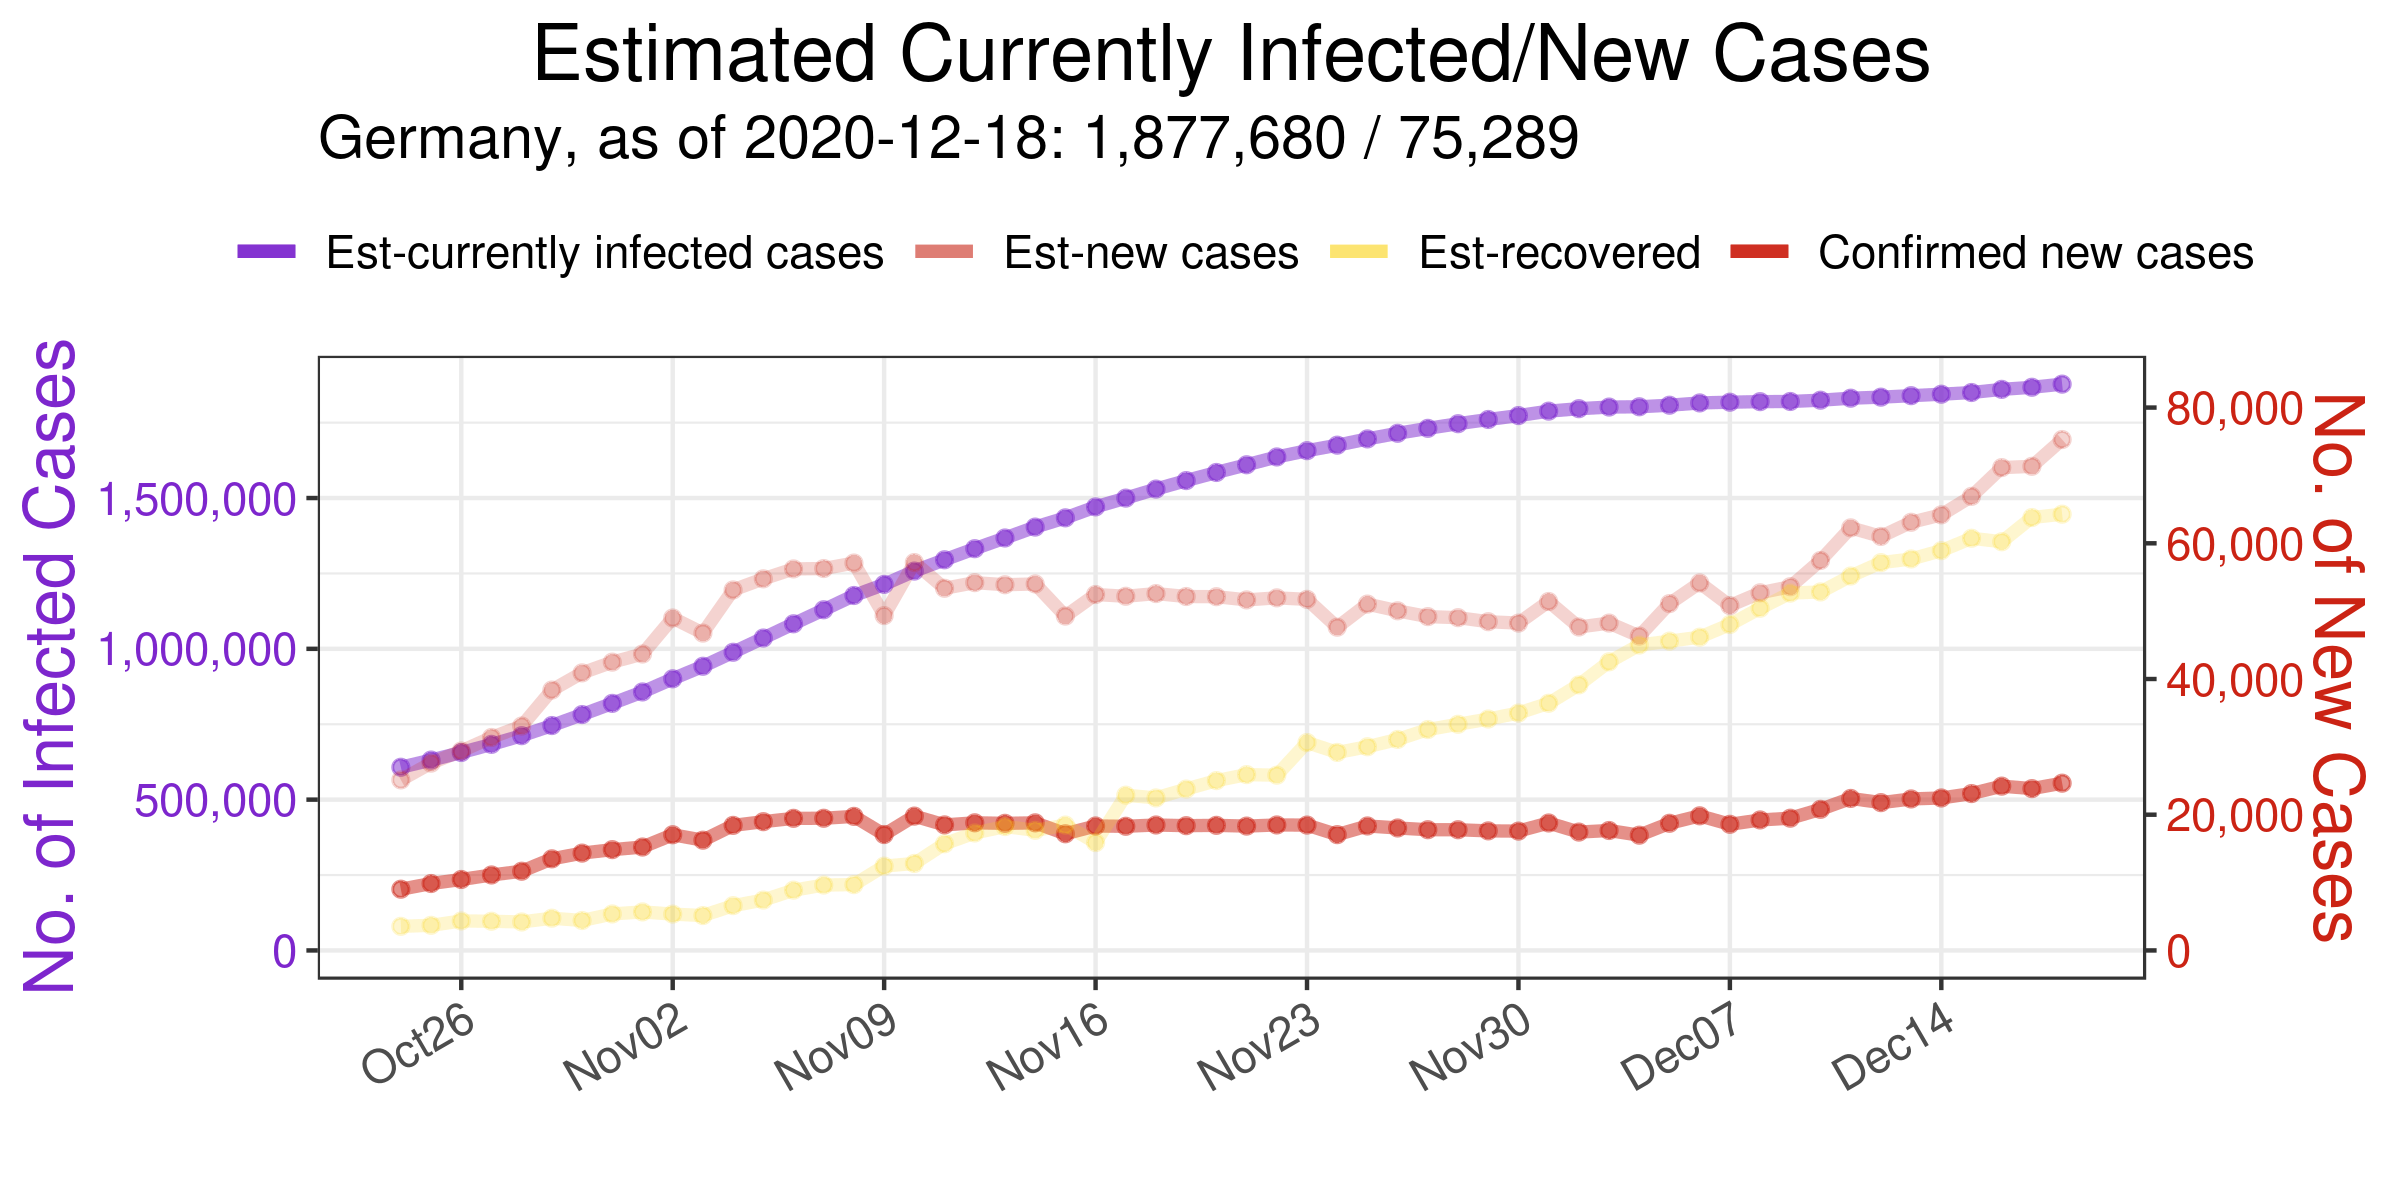 Estimated Currently Infected/New Cases
Germany, as of 2020-12-18: 1,877,680 / 75,289
Est-currently infected cases Est-new cases Est-recovered Confirmed new cases
No. of Infected Cases
1,500,000
1,000,000
500,000
0
80,000
60,000
40,000
20,000
0
No. of New Cases
Oct26 Nov02 Nov09 Nov16 Nov23 Nov30 Dec07 Dec14